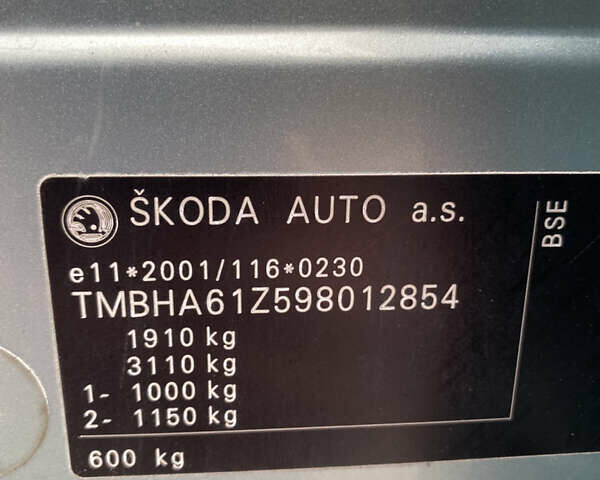 ŠKODA AUTO a.s.
e11*2001/116*0230
TMBHA61Z598012854
1910 kg
3110 kg
1- 1000 kg
2- 1150 kg
600 kg
BSE